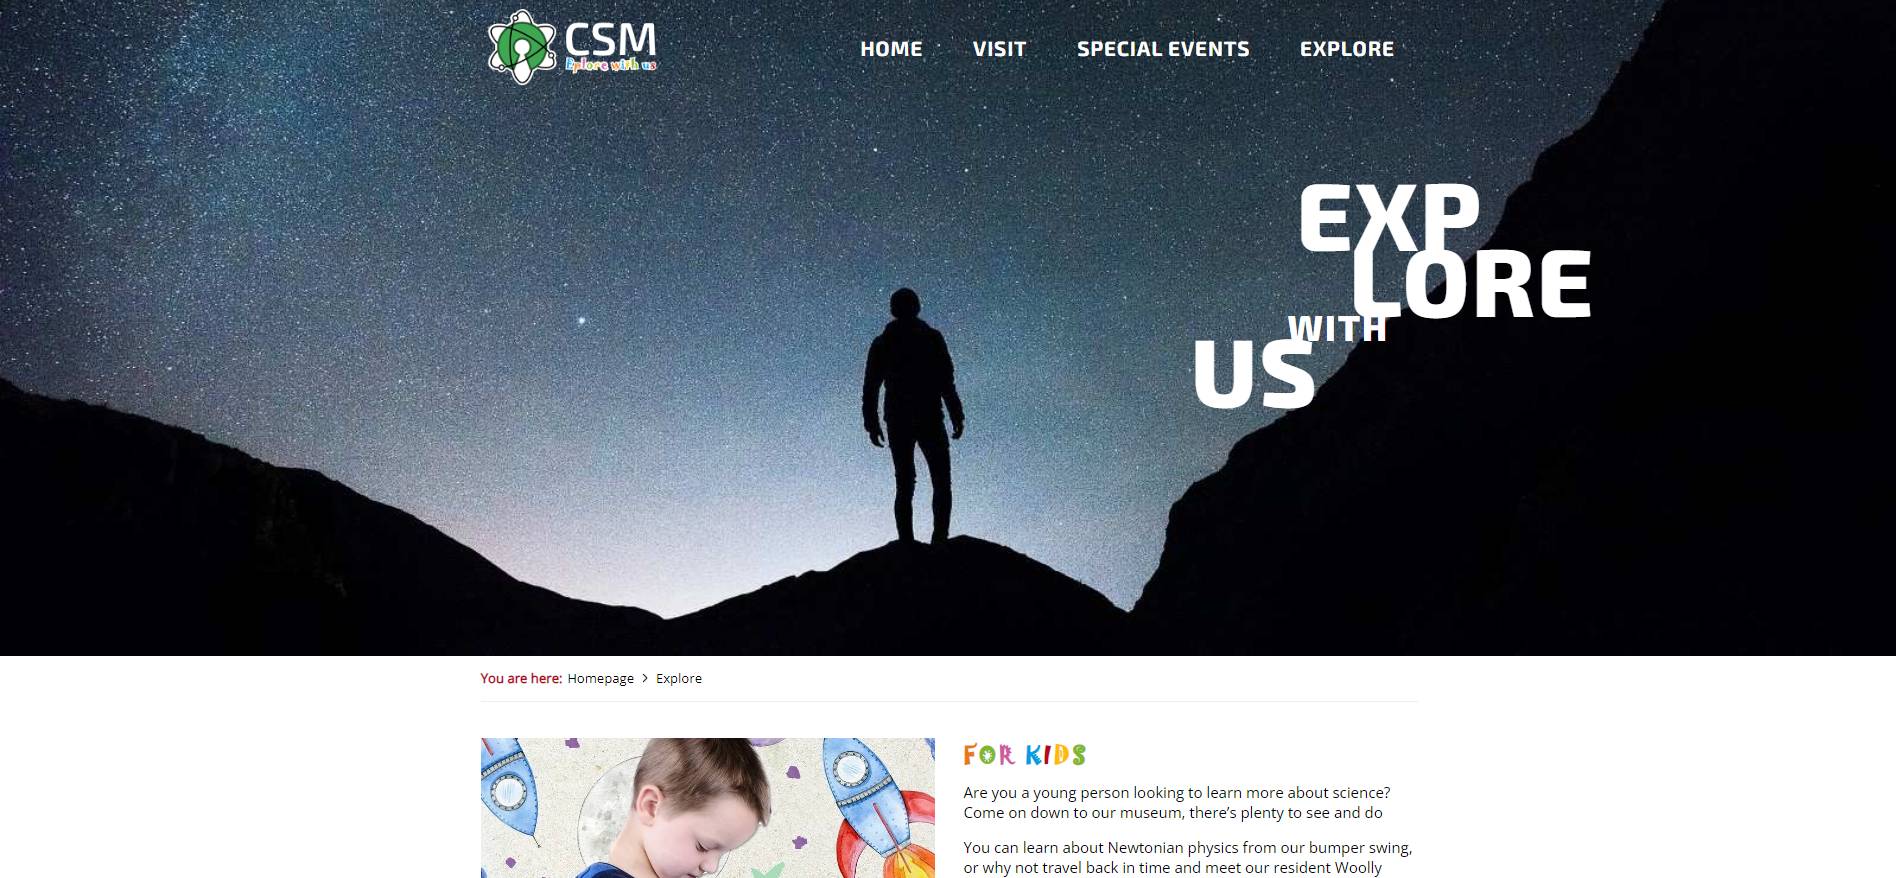 CSM
Eplore with us
HOME
VISIT
SPECIAL EVENTS
EXPLORE
EXP
LORE
WITH
US
You are here: Homepage > Explore
FOR KIDS
Are you a young person looking to learn more about science?
Come on down to our museum, there’s plenty to see and do
You can learn about Newtonian physics from our bumper swing,
or why not travel back in time and meet our resident Woolly